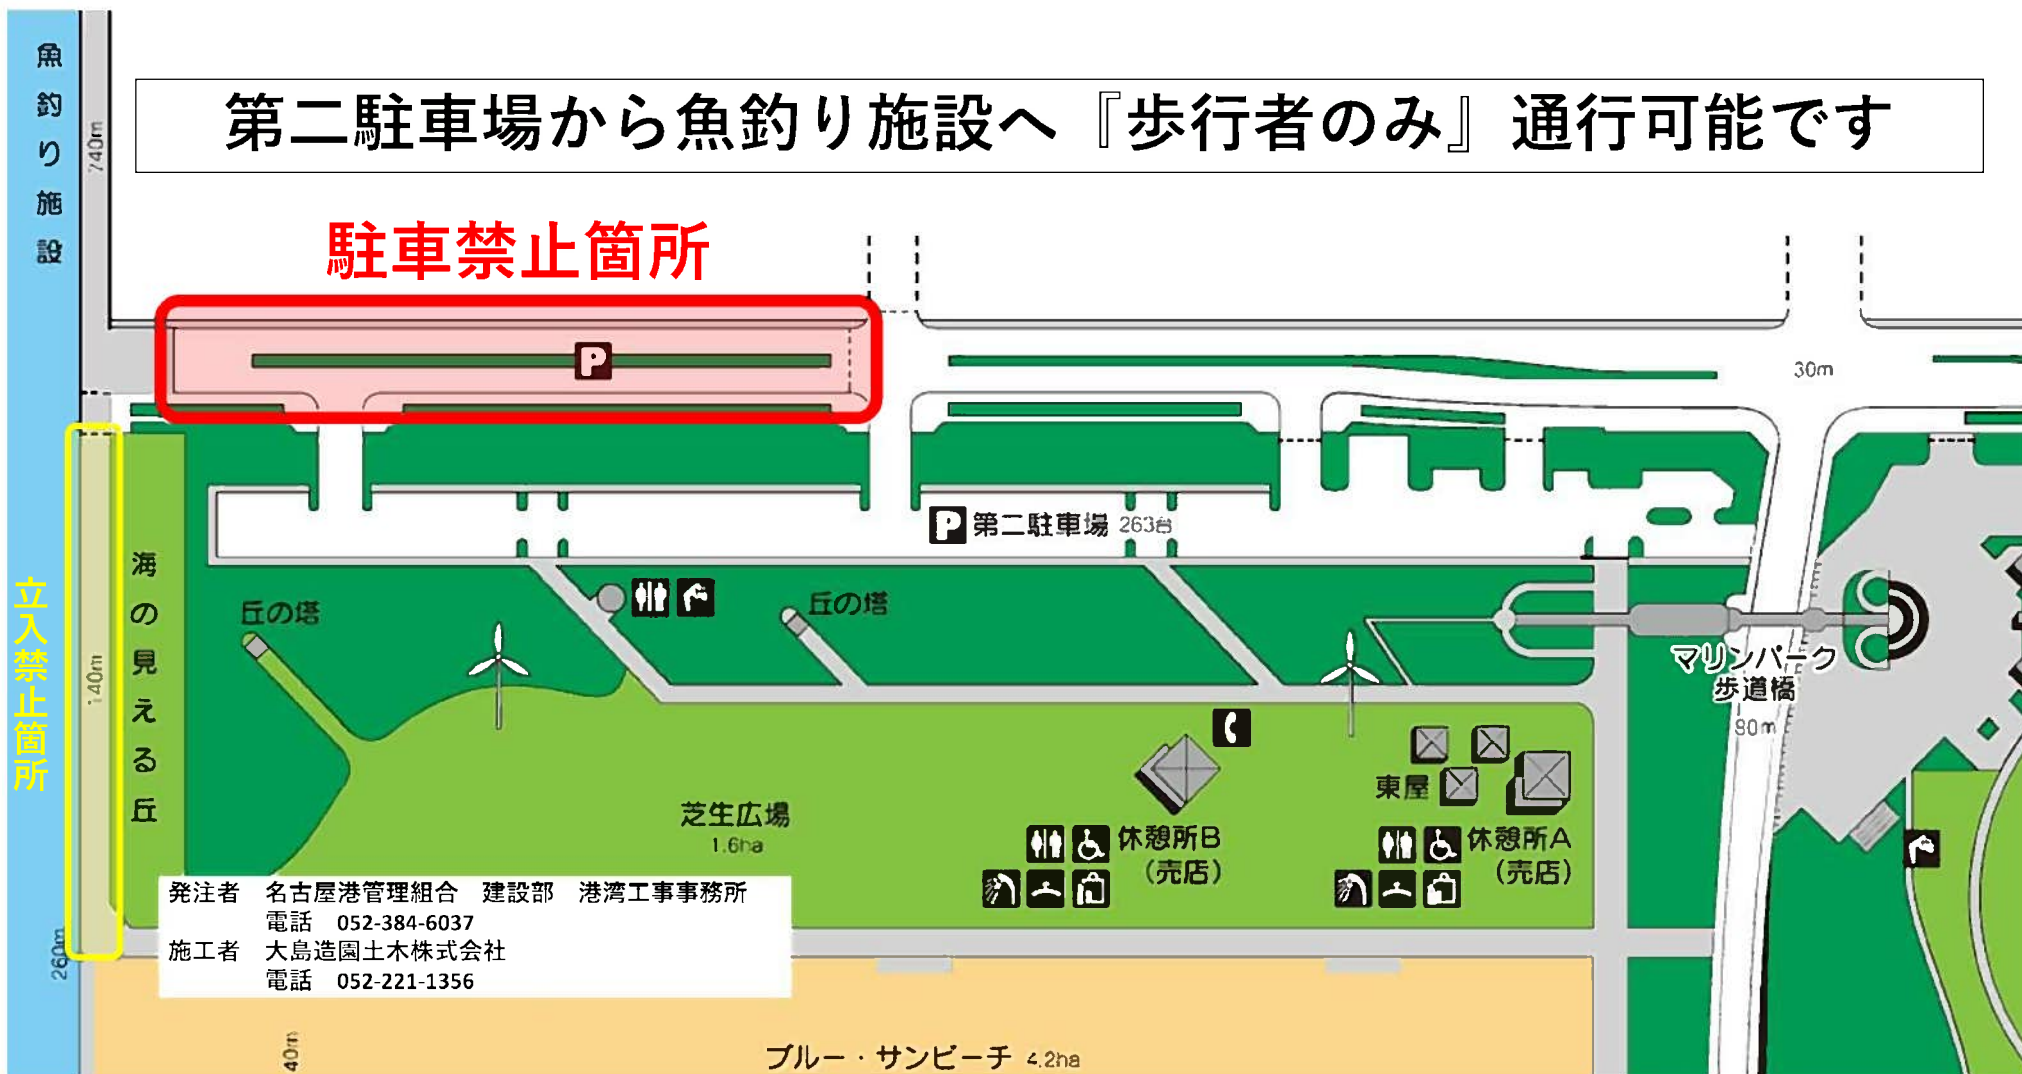 第二駐車場から魚釣り施設へ『歩行者のみ』通行可能です
魚釣り施設
740m
駐車禁止箇所
P
30m
P 第二駐車場 263台
海の見える丘
丘の塔
丘の塔
立入禁止箇所
140m
マリンパーク
歩道橋
90m
東屋
芝生広場
1.6ha
休憩所B
(売店)
休憩所A
(売店)
発注者 名古屋港管理組合 建設部 港湾工事事務所
電話 052-384-6037
施工者 大島造園土木株式会社
電話 052-221-1356
260m
40m
ブルー・サンビーチ 4.2ha